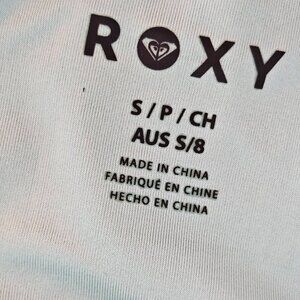 ROXY
S / P / CH
AUS S/8
MADE IN CHINA
FABRIQUÉ EN CHINE
HECHO EN CHINA